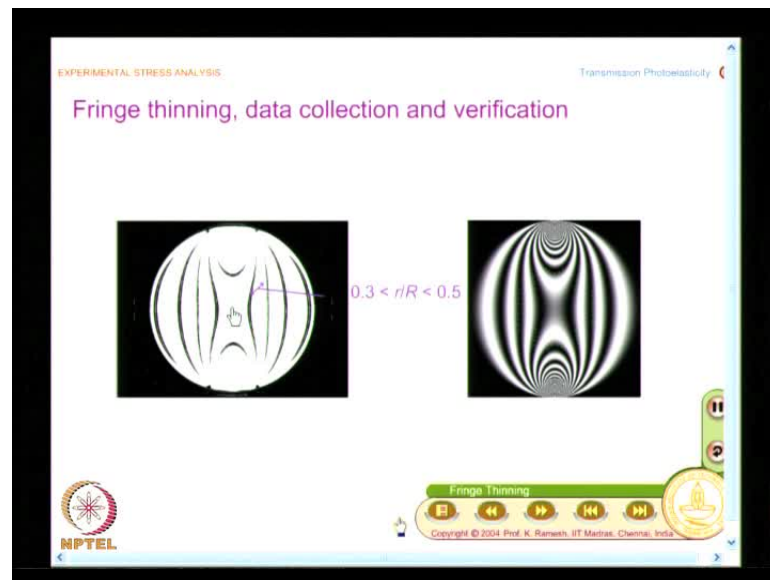 EXPERIMENTAL STRESS ANALYSIS
Transmission Photoelasticity
Fringe thinning, data collection and verification
0.3 < r/R < 0.5
Fringe Thinning
Copyright © 2004 Prof. K. Ramesh, IIT Madras, Chennai, India
NPTEL